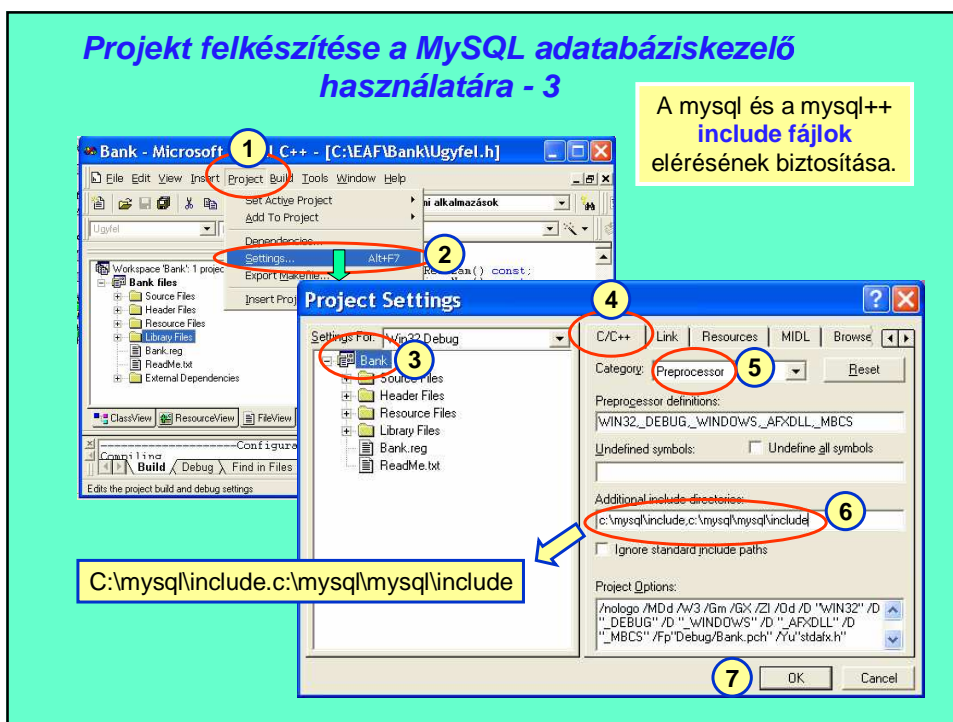 Projekt felkészítése a MySQL adatabáziskezelő
használatára - 3
A mysql és a mysql++
include fájlok
elérésének biztosítása.
1
Bank - Microsoft C++ - [C:\EAF\Bank\Ugyfel.h]
File Edit View Insert Project Build Tools Window Help
Set Active Project
Add To Project
ni alkalmazások
Ugyfel
Dependencies...
2
Settings... Alt+F7
Export Makefile...
const;
Insert
Workspace 'Bank': 1
Bank files
Source Files
Header Files
Resource Files
Library Files
Bank.reg
ReadMe.txt
External Dependencies
ClassView ResourceView FileView
Compiling
Build Debug Find in Files
Edits the project build and debug settings
Project Settings
4
Settings For: Win32 Debug
3
Bank
Source Files
Header Files
Resource Files
Library Files
Bank.reg
ReadMe.txt
C/C++ Link Resources MIDL Browse
Category: Preprocessor 5 Reset
Preprocessor definitions:
WIN32,_DEBUG,_WINDOWS,_AFXDLL,_MBCS
Undefined symbols: Undefine all symbols
Additional include directories:
c:\mysql\include,c:\mysql\mysql\include 6
Ignore standard include paths
C:\mysql\include.c:\mysql\mysql\include
Project Options:
/nologo /MDd /W3 /Gm /GX /ZI /Od /D "WIN32" /D
"_DEBUG" /D "_WINDOWS" /D "_AFXDLL" /D
"_MBCS" /Fp"Debug/Bank.pch" /Yu"stdafx.h"
7 OK Cancel